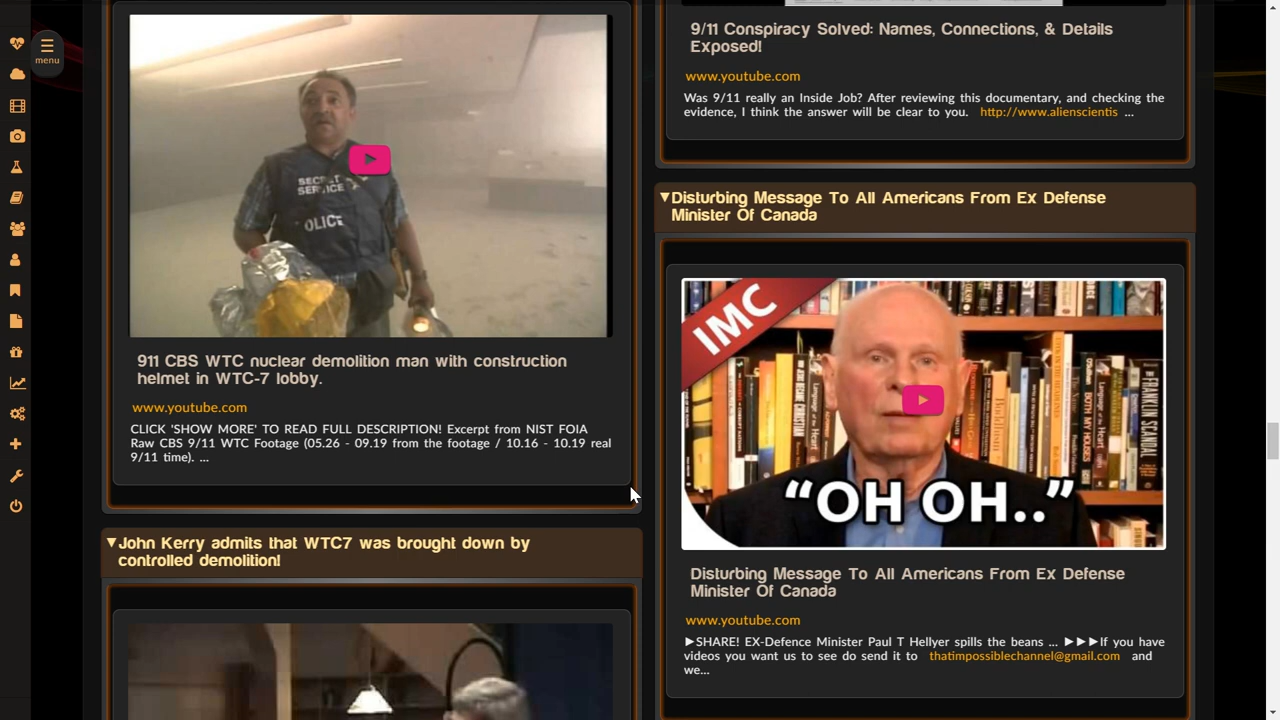 menu
SECRET
SERVICE
POLICE
911 CBS WTC nuclear demolition man with construction
helmet in WTC-7 lobby.
www.youtube.com
CLICK 'SHOW MORE' TO READ FULL DESCRIPTION! Excerpt from NIST FOIA
Raw CBS 9/11 WTC Footage (05.26 - 09.19 from the footage / 10.16 - 10.19 real
9/11 time). ...
▼John Kerry admits that WTC7 was brought down by
controlled demolition!
9/11 Conspiracy Solved: Names, Connections, & Details
Exposed!
www.youtube.com
Was 9/11 really an Inside Job? After reviewing this documentary, and checking the
evidence, I think the answer will be clear to you. http://www.alienscientis ...
▼Disturbing Message To All Americans From Ex Defense
Minister Of Canada
IMC
THE
FRANKLIN
SCANDAL
BOTH MY HOUSES
"OH OH.."
Disturbing Message To All Americans From Ex Defense
Minister Of Canada
www.youtube.com
►SHARE! EX-Defence Minister Paul T Hellyer spills the beans ... ►►►If you have
videos you want us to see do send it to thatimpossiblechannel@gmail.com and
we...